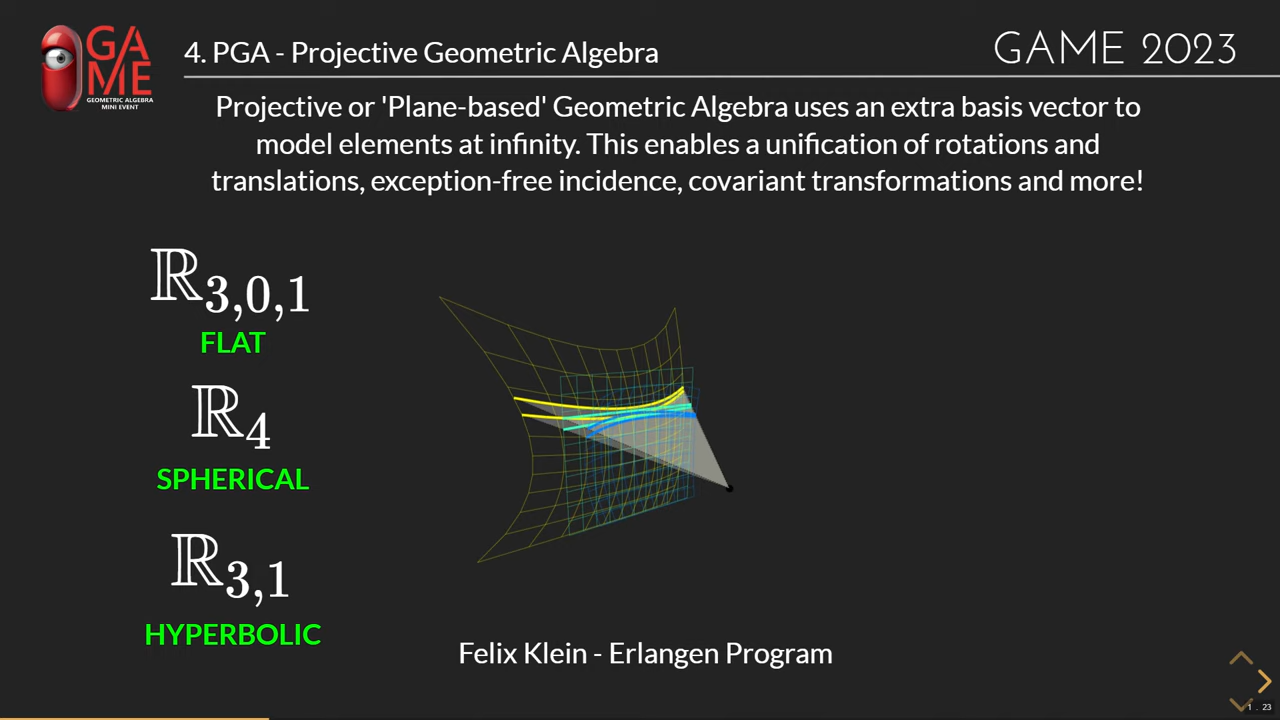 GA
ME
GEOMETRIC ALGEBRA
MINI EVENT
4. PGA - Projective Geometric Algebra
GAME 2023
Projective or 'Plane-based' Geometric Algebra uses an extra basis vector to
model elements at infinity. This enables a unification of rotations and
translations, exception-free incidence, covariant transformations and more!
ℝ3,0,1
FLAT
ℝ4
SPHERICAL
ℝ3,1
HYPERBOLIC
Felix Klein - Erlangen Program
1 . 23